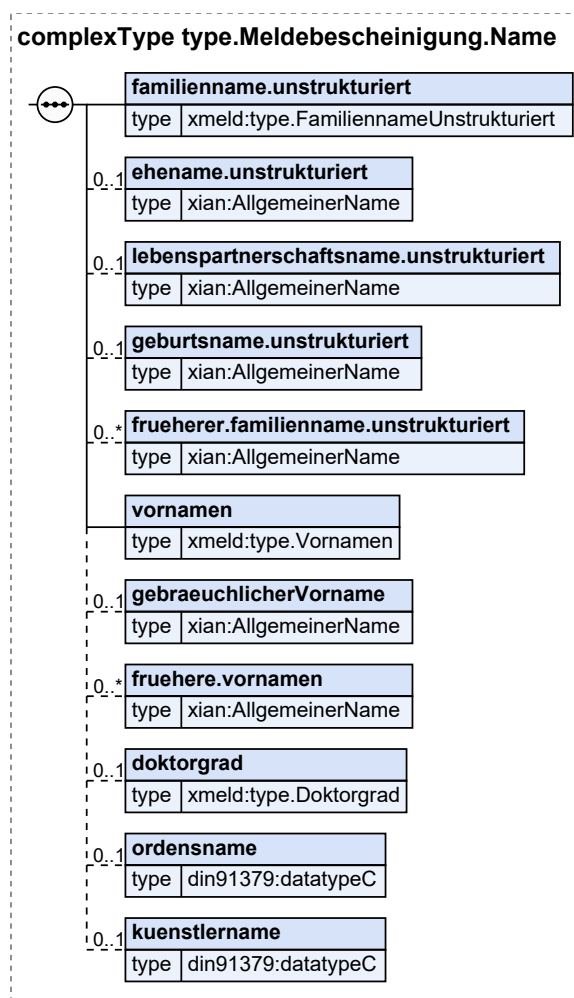 complexType type.Meldebescheinigung.Name
familienname.unstrukturiert
type xmeld:type.FamiliennameUnstrukturiert
0..1 ehename.unstrukturiert
type xian:AllgemeinerName
0..1 lebenspartnerschaftsname.unstrukturiert
type xian:AllgemeinerName
0..1 geburtsname.unstrukturiert
type xian:AllgemeinerName
0..* frueherer.familienname.unstrukturiert
type xian:AllgemeinerName
vornamen
type xmeld:type.Vornamen
0..1 gebraeuchlicherVorname
type xian:AllgemeinerName
0..* fruehere.vornamen
type xian:AllgemeinerName
0..1 doktorgrad
type xmeld:type.Doktorgrad
0..1 ordensname
type din91379:datatypeC
0..1 kuenstlername
type din91379:datatypeC